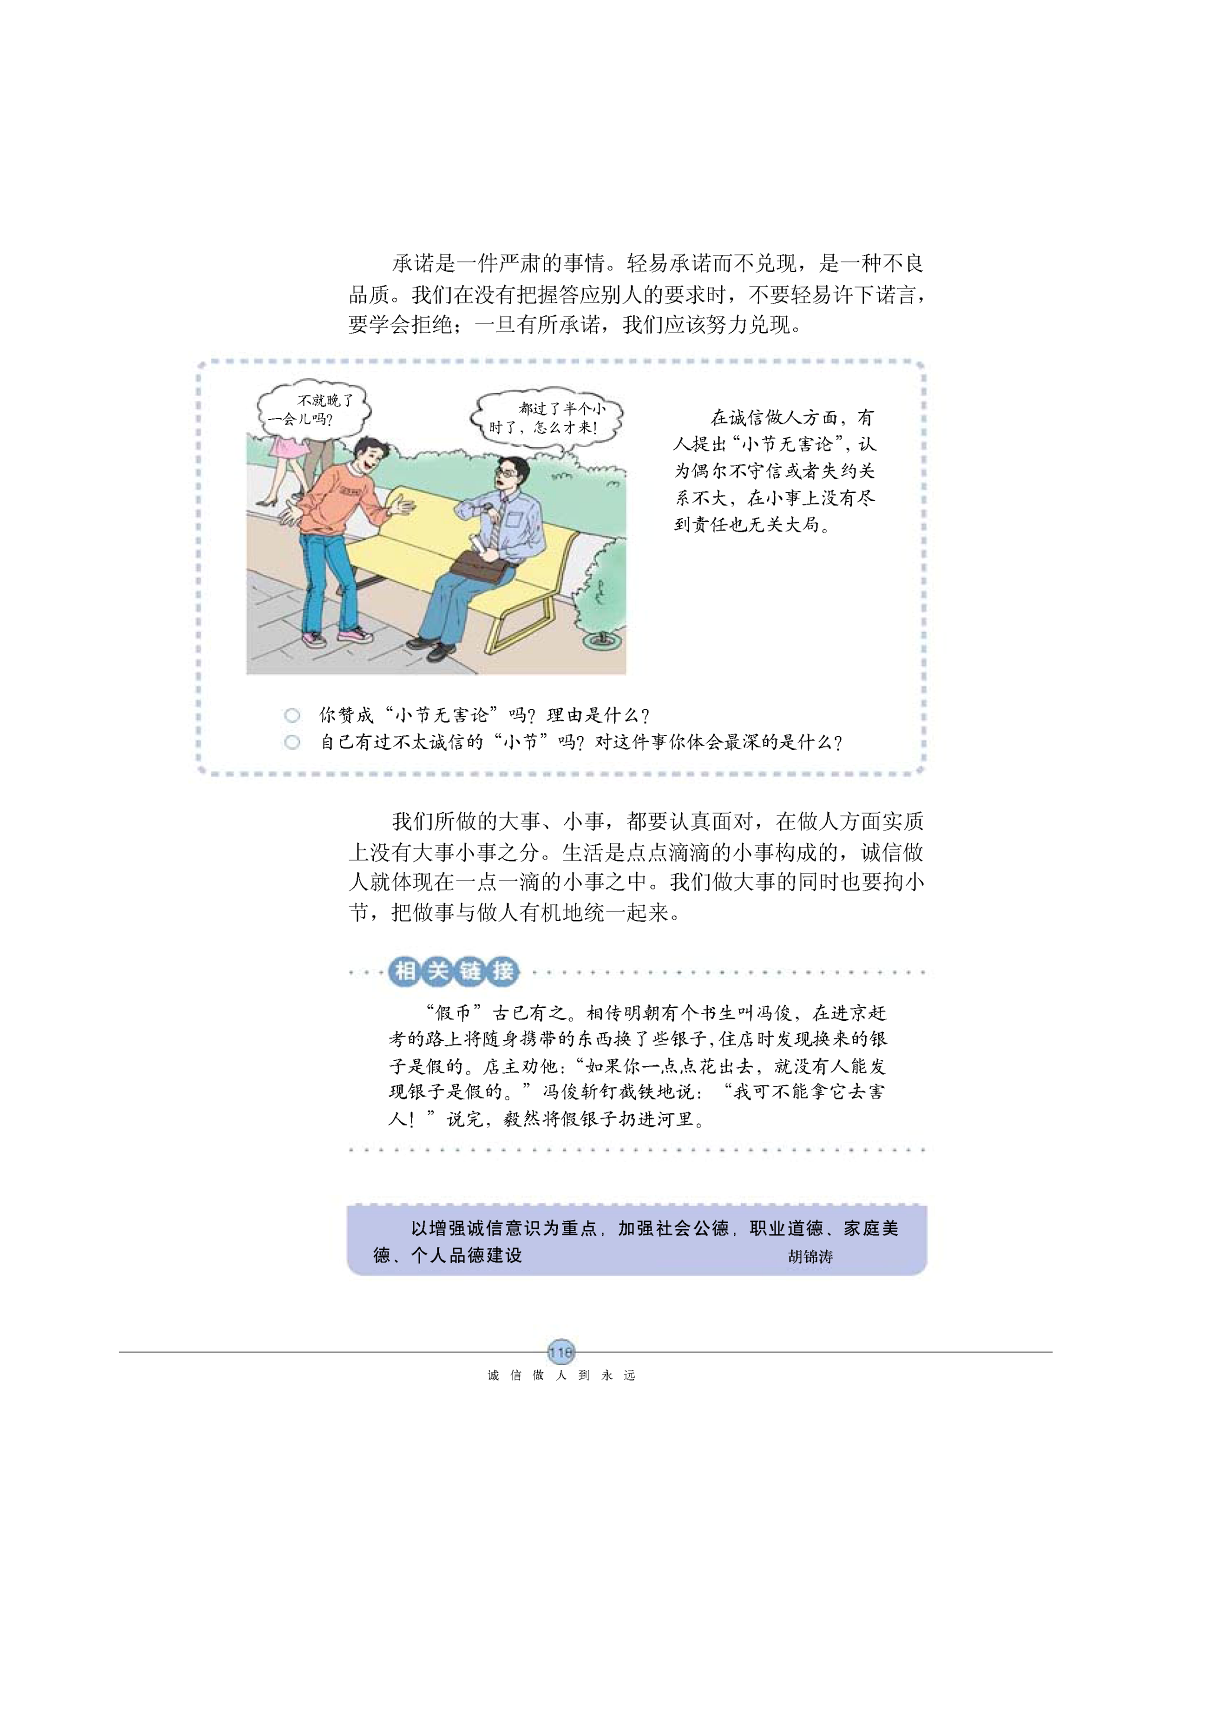 承诺是一件严肃的事情。轻易承诺而不兑现，是一种不良
品质。我们在没有把握答应别人的要求时，不要轻易许下诺言，
要学会拒绝；一旦有所承诺，我们应该努力兑现。
不就晚了
一会儿吗？
都过了半个小
时了，怎么才来！
在诚信做人方面，有
人提出“小节无害论”，认
为偶尔不守信或者失约关
系不大，在小事上没有尽
到责任也无关大局。
○ 你赞成“小节无害论”吗？理由是什么？
○ 自己有过不太诚信的“小节”吗？对这件事你体会最深的是什么？
我们所做的大事、小事，都要认真面对，在做人方面实质
上没有大事小事之分。生活是点点滴滴的小事构成的，诚信做
人就体现在一点一滴的小事之中。我们做大事的同时也要拘小
节，把做事与做人有机地统一起来。
相关链接
“假币”古已有之。相传明朝有个书生叫冯俊，在进京赶
考的路上将随身携带的东西换了些银子，住店时发现换来的银
子是假的。店主劝他：“如果你一点点花出去，就没有人能发
现银子是假的。”冯俊斩钉截铁地说：“我可不能拿它去害
人！”说完，毅然将假银子扔进河里。
以增强诚信意识为重点，加强社会公德，职业道德、家庭美
德、个人品德建设 胡锦涛
118
诚信做人到永远